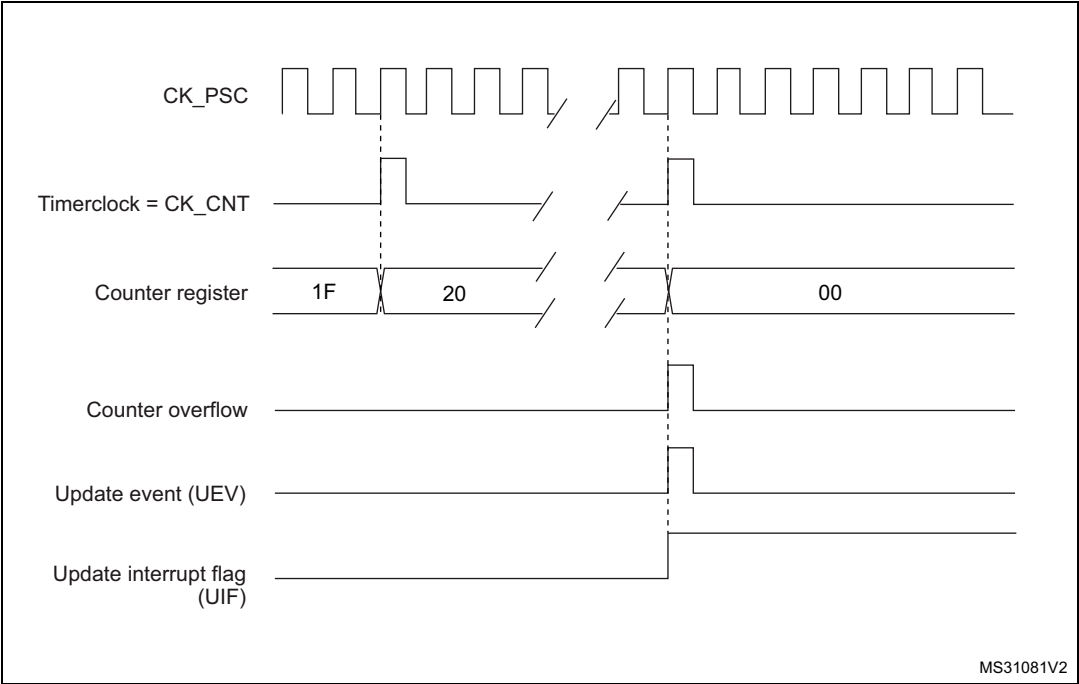 CK_PSC
Timerclock = CK_CNT
Counter register
1F
20
00
Counter overflow
Update event (UEV)
Update interrupt flag
(UIF)
MS31081V2